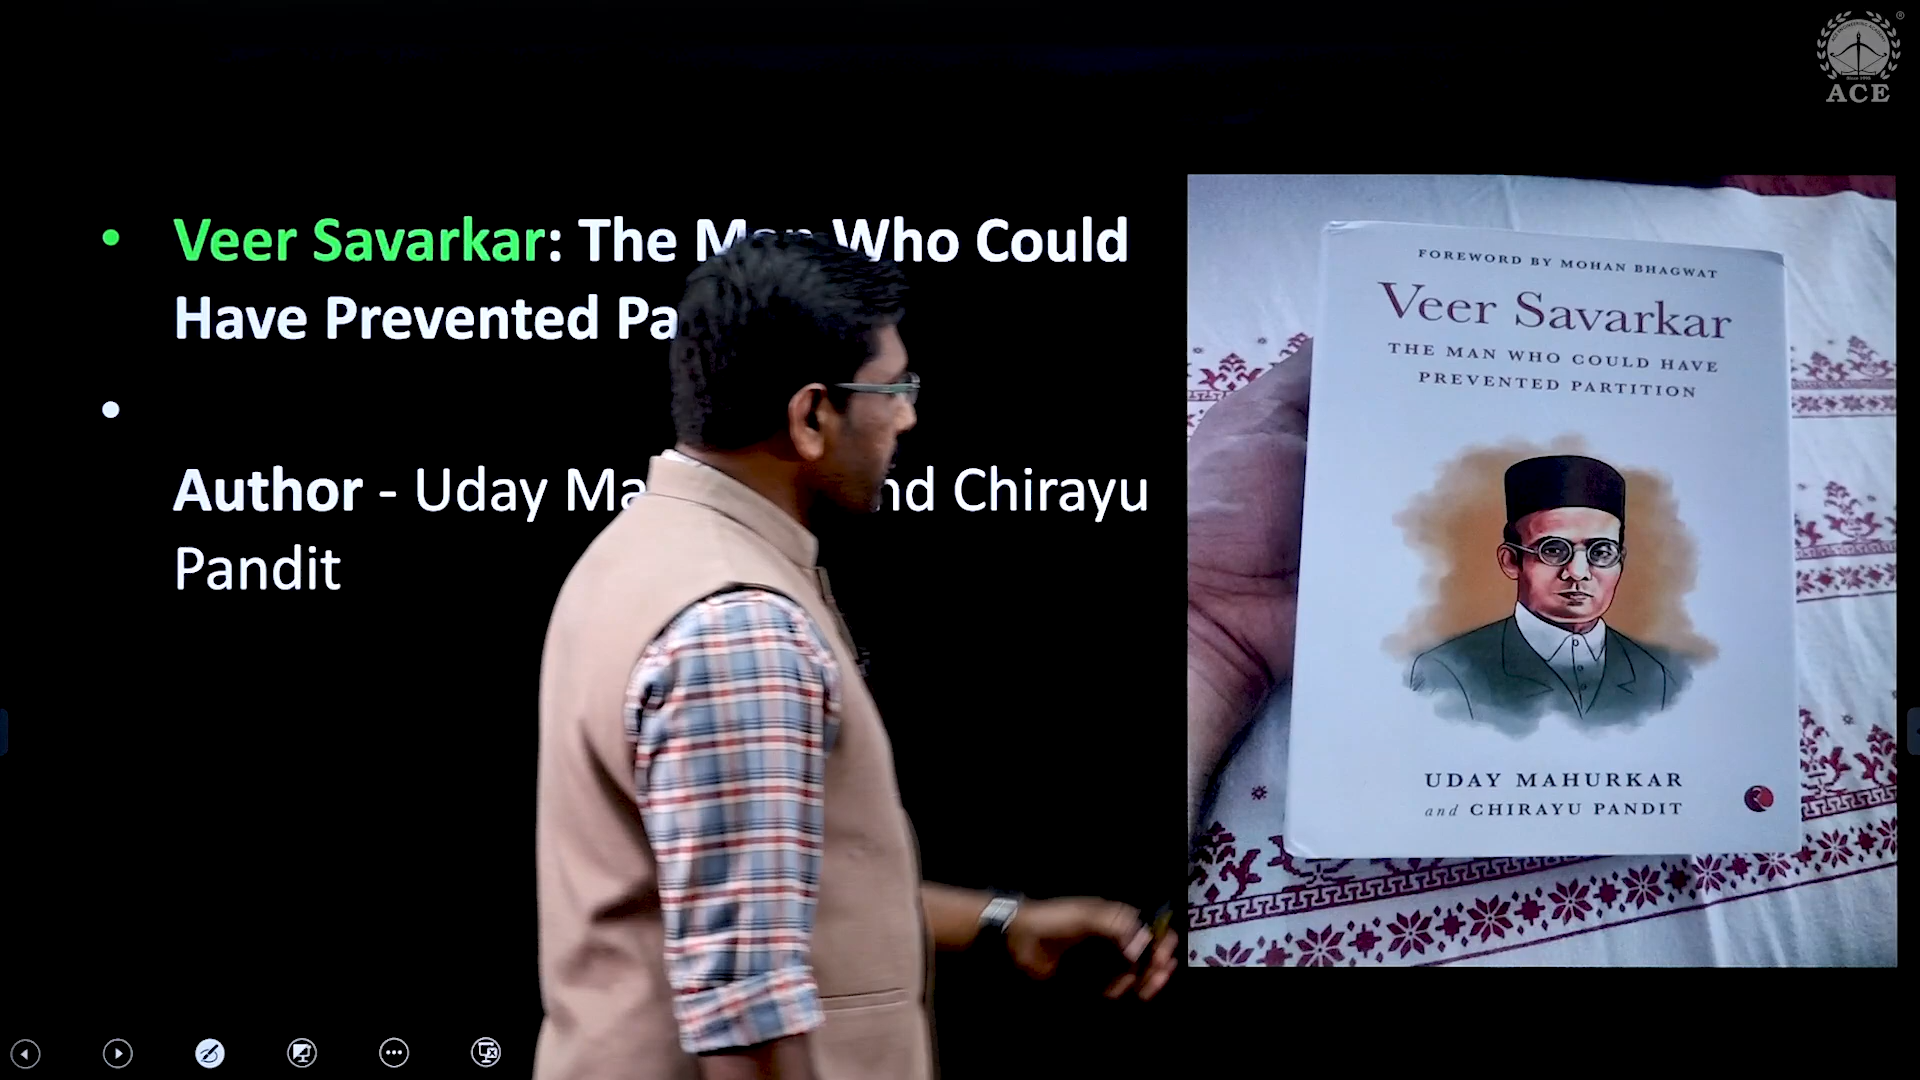 Veer Savarkar: The Man Who Could
Have Prevented Pa
Author - Uday Ma nd Chirayu
Pandit
FOREWORD BY MOHAN BHAGWAT
Veer Savarkar
THE MAN WHO COULD HAVE
PREVENTED PARTITION
UDAY MAHURKAR
and CHIRAYU PANDIT
ACE